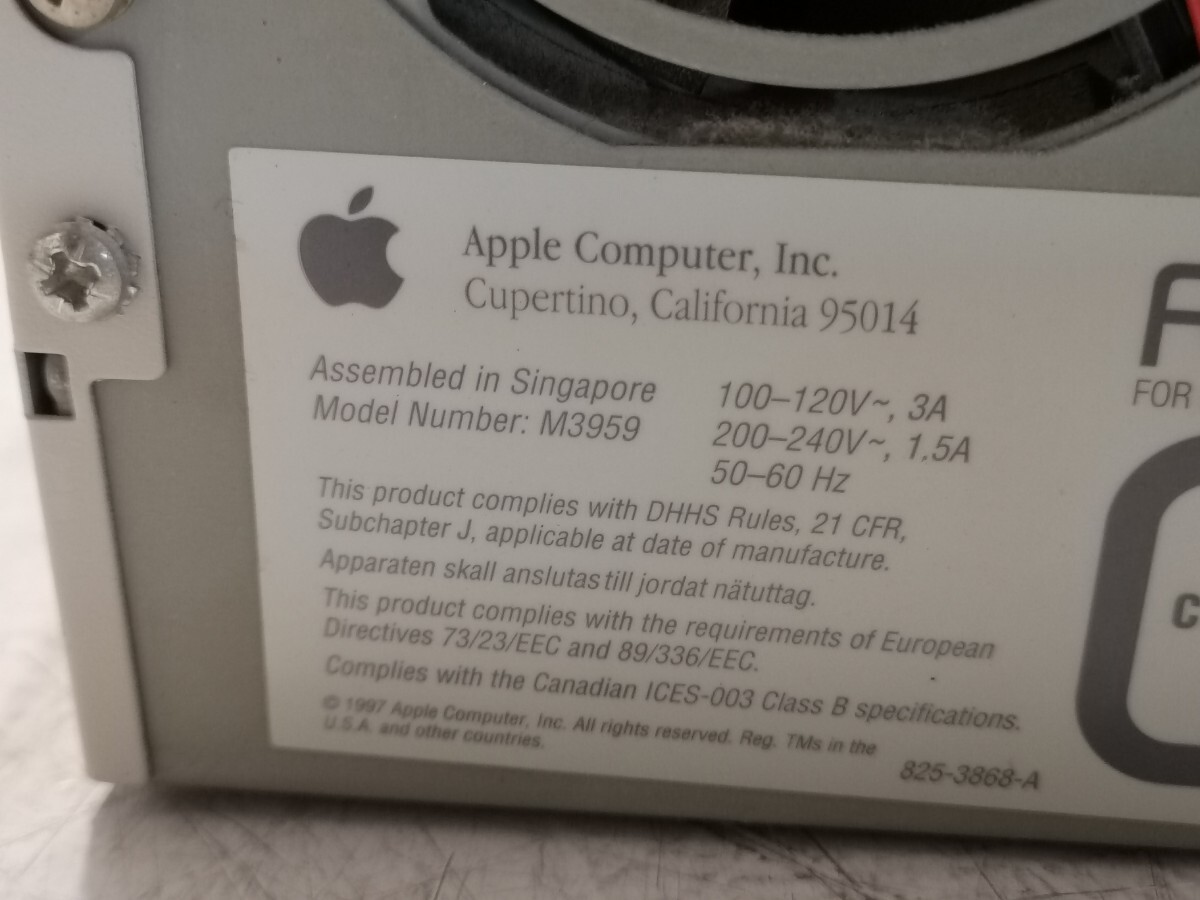 Apple Computer, Inc.
Cupertino, California 95014
Assembled in Singapore
Model Number: M3959
100–120V~, 3A
200–240V~, 1.5A
50–60 Hz
This product complies with DHHS Rules, 21 CFR,
Subchapter J, applicable at date of manufacture.
Apparaten skall anslutas till jordat nätuttag.
This product complies with the requirements of European
Directives 73/23/EEC and 89/336/EEC.
Complies with the Canadian ICES-003 Class B specifications.
© 1997 Apple Computer, Inc. All rights reserved. Reg. TMs in the
U.S.A. and other countries.
825-3868-A
F
FOR
C